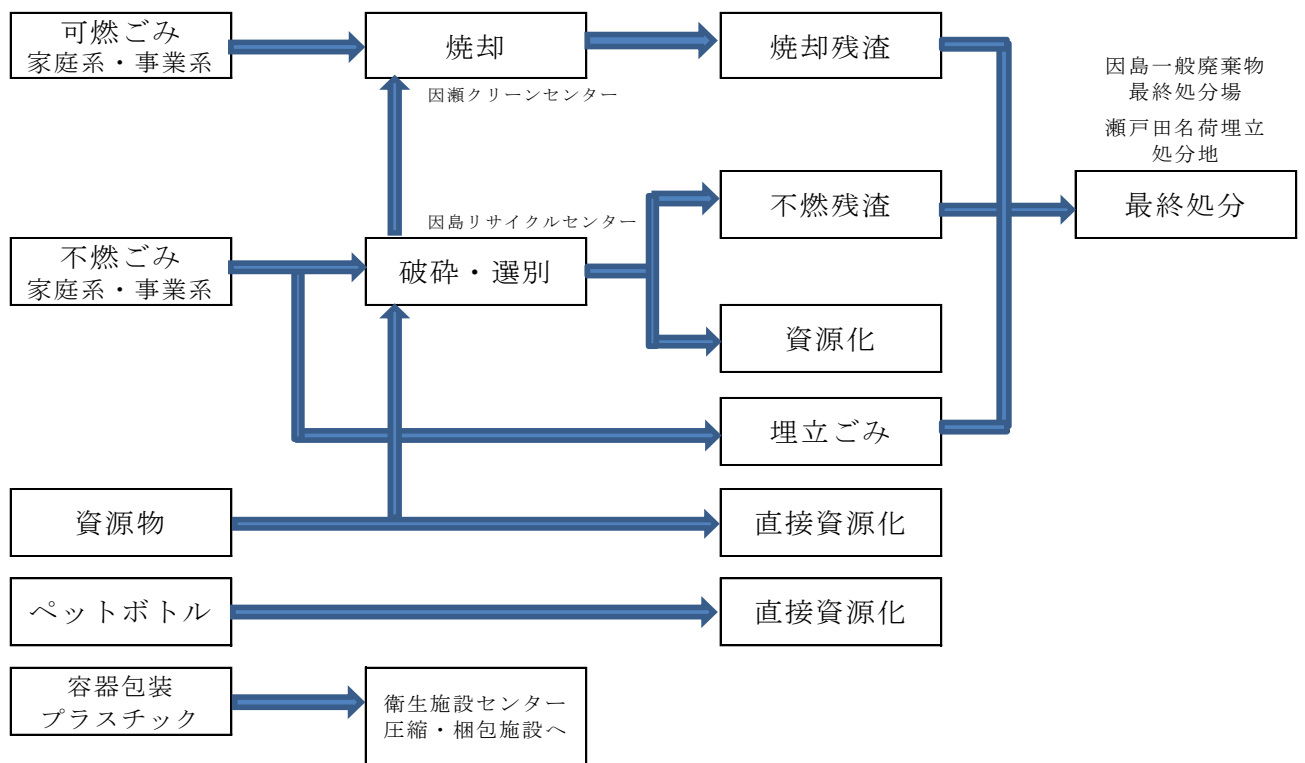 可燃ごみ
家庭系・事業系
焼却
焼却残渣
因瀬クリーンセンター
因島一般廃棄物
最終処分場
瀬戸田名荷埋立
処分地
最終処分
不燃残渣
因島リサイクルセンター
不燃ごみ
家庭系・事業系
破砕・選別
資源化
埋立ごみ
資源物
直接資源化
ペットボトル
直接資源化
容器包装
プラスチック
衛生施設センター
圧縮・梱包施設へ